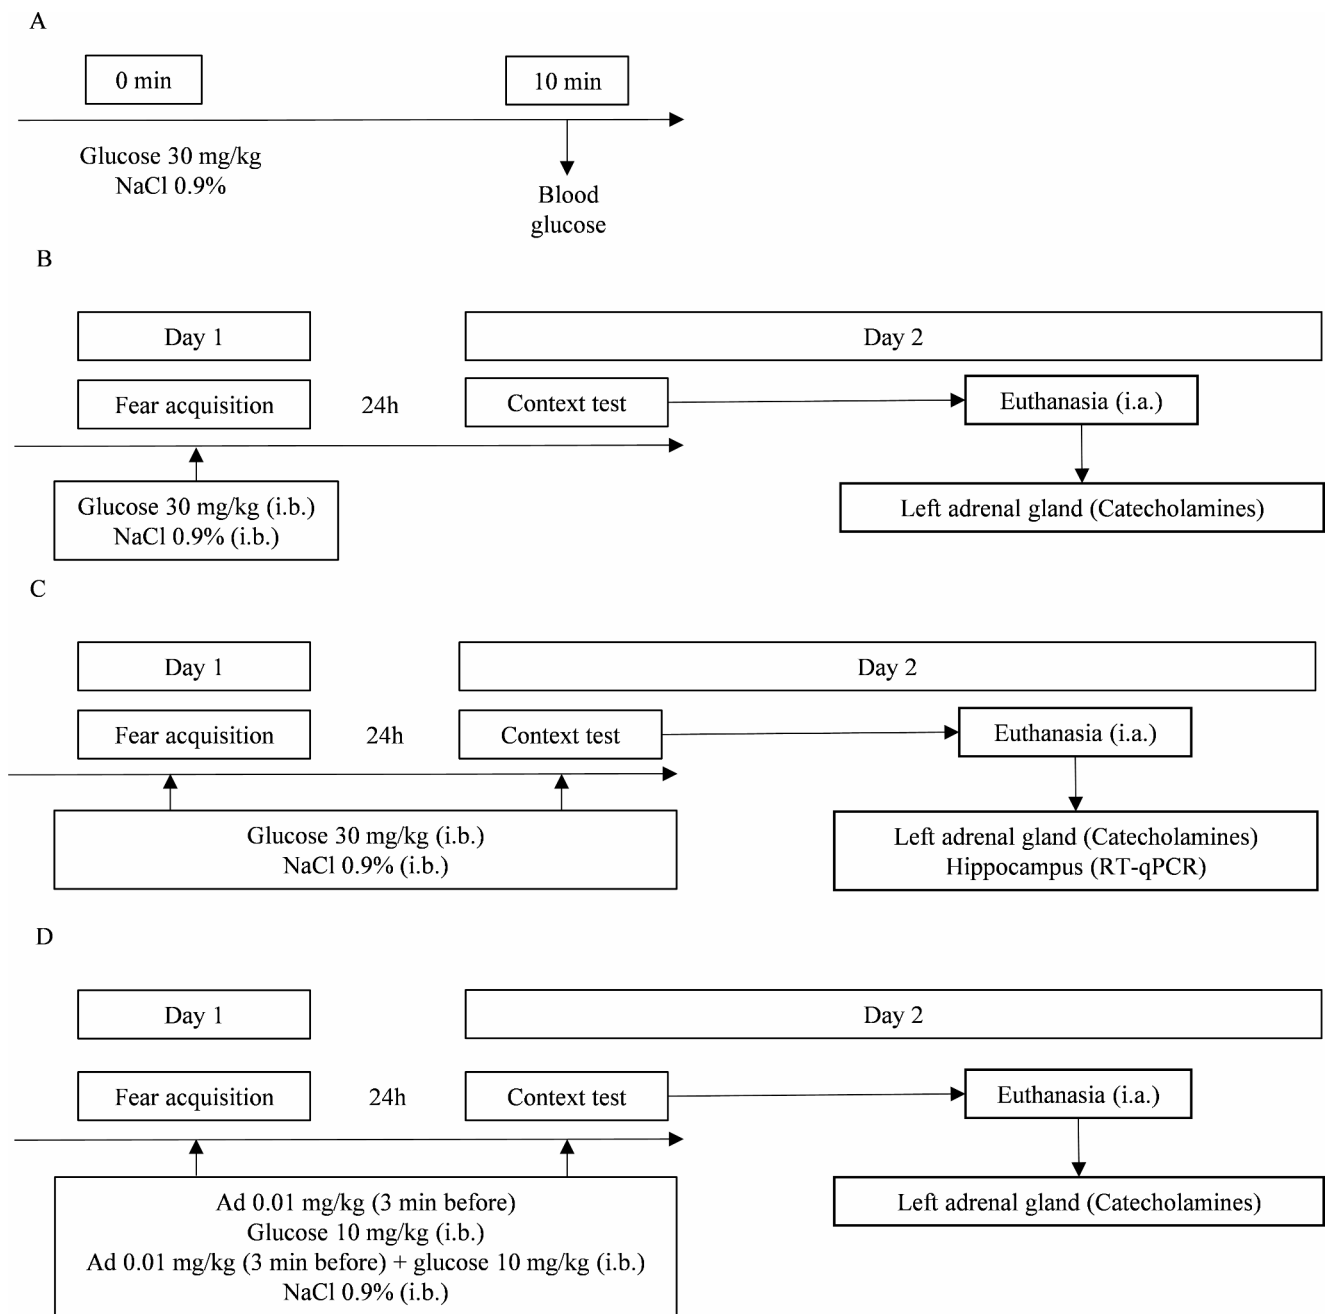 A
0 min
10 min
Glucose 30 mg/kg
NaCl 0.9%
Blood
glucose
B
Day 1
Day 2
Fear acquisition
24h
Context test
Euthanasia (i.a.)
Glucose 30 mg/kg (i.b.)
NaCl 0.9% (i.b.)
Left adrenal gland (Catecholamines)
C
Day 1
Day 2
Fear acquisition
24h
Context test
Euthanasia (i.a.)
Glucose 30 mg/kg (i.b.)
NaCl 0.9% (i.b.)
Left adrenal gland (Catecholamines)
Hippocampus (RT-qPCR)
D
Day 1
Day 2
Fear acquisition
24h
Context test
Euthanasia (i.a.)
Ad 0.01 mg/kg (3 min before)
Glucose 10 mg/kg (i.b.)
Ad 0.01 mg/kg (3 min before) + glucose 10 mg/kg (i.b.)
NaCl 0.9% (i.b.)
Left adrenal gland (Catecholamines)